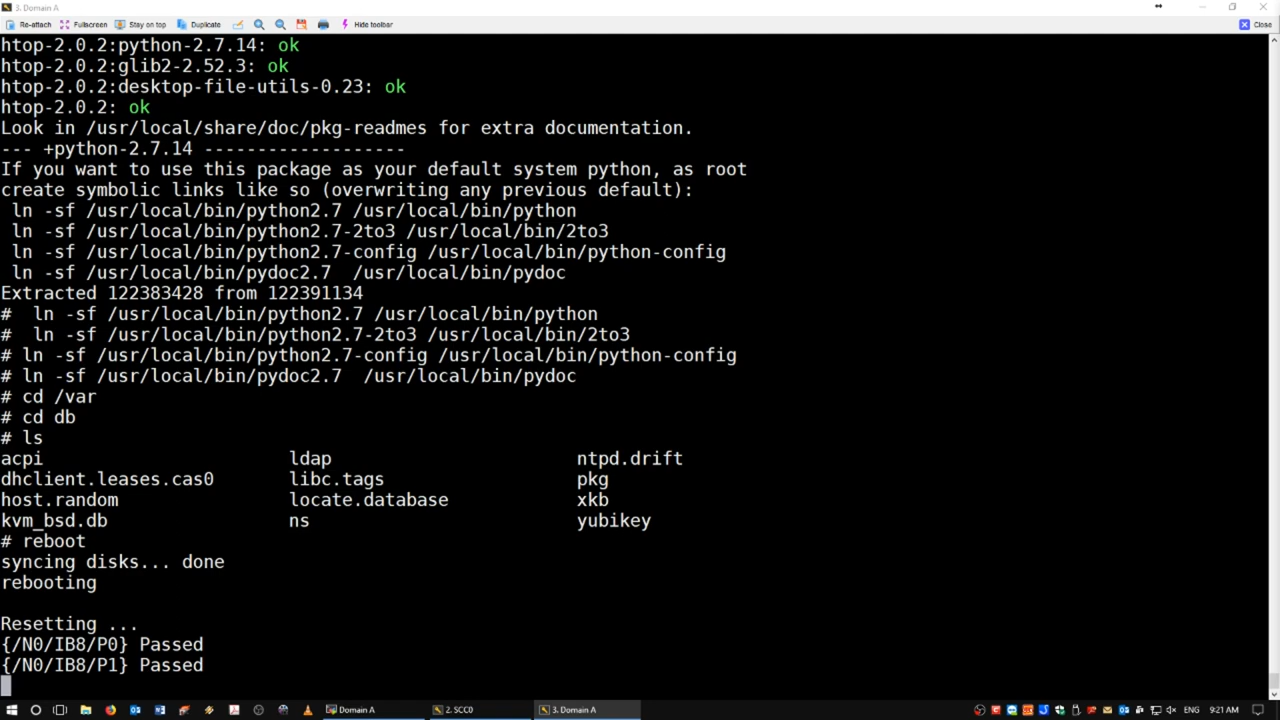 3. Domain A
Re-attach Fullscreen Stay on top Duplicate Hide toolbar Close
htop-2.0.2:python-2.7.14: ok
htop-2.0.2:glib2-2.52.3: ok
htop-2.0.2:desktop-file-utils-0.23: ok
htop-2.0.2: ok
Look in /usr/local/share/doc/pkg-readmes for extra documentation.
--- +python-2.7.14 -------------------
If you want to use this package as your default system python, as root
create symbolic links like so (overwriting any previous default):
 ln -sf /usr/local/bin/python2.7 /usr/local/bin/python
 ln -sf /usr/local/bin/python2.7-2to3 /usr/local/bin/2to3
 ln -sf /usr/local/bin/python2.7-config /usr/local/bin/python-config
 ln -sf /usr/local/bin/pydoc2.7  /usr/local/bin/pydoc
Extracted 122383428 from 122391134
#  ln -sf /usr/local/bin/python2.7 /usr/local/bin/python
#  ln -sf /usr/local/bin/python2.7-2to3 /usr/local/bin/2to3
# ln -sf /usr/local/bin/python2.7-config /usr/local/bin/python-config
# ln -sf /usr/local/bin/pydoc2.7  /usr/local/bin/pydoc
# cd /var
# cd db
# ls
acpi                       ldap                       ntpd.drift
dhclient.leases.cas0       libc.tags                  pkg
host.random                locate.database            xkb
kvm_bsd.db                 ns                         yubikey
# reboot
syncing disks... done
rebooting
Resetting ...
{/N0/IB8/P0} Passed
{/N0/IB8/P1} Passed
Domain A 2. SCC0 3. Domain A ENG 9:21 AM